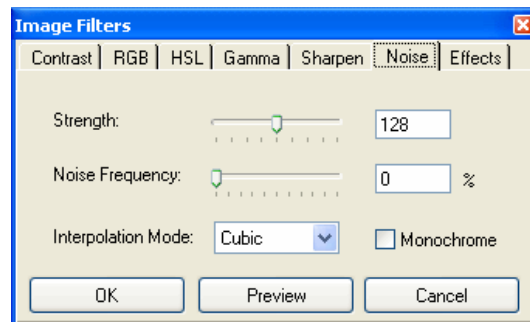 Image Filters
Contrast RGB HSL Gamma Sharpen Noise Effects
Strength: 128
Noise Frequency: 0 %
Interpolation Mode: Cubic Monochrome
OK Preview Cancel